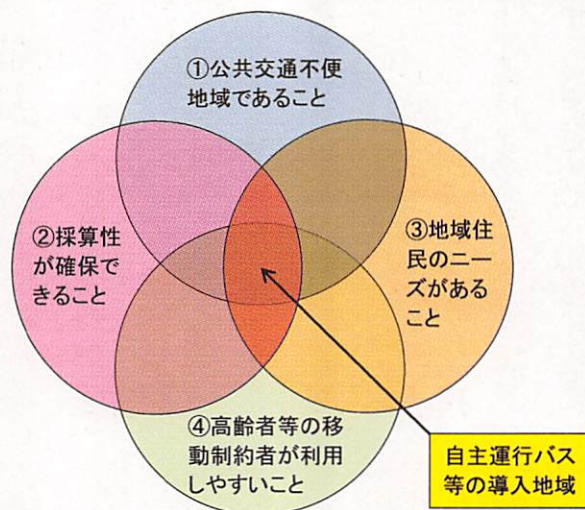 ①公共交通不便
地域であること
②採算性
が確保で
きること
③地域住
民のニー
ズがある
こと
④高齢者等の移
動制約者が利用
しやすいこと
自主運行バス
等の導入地域